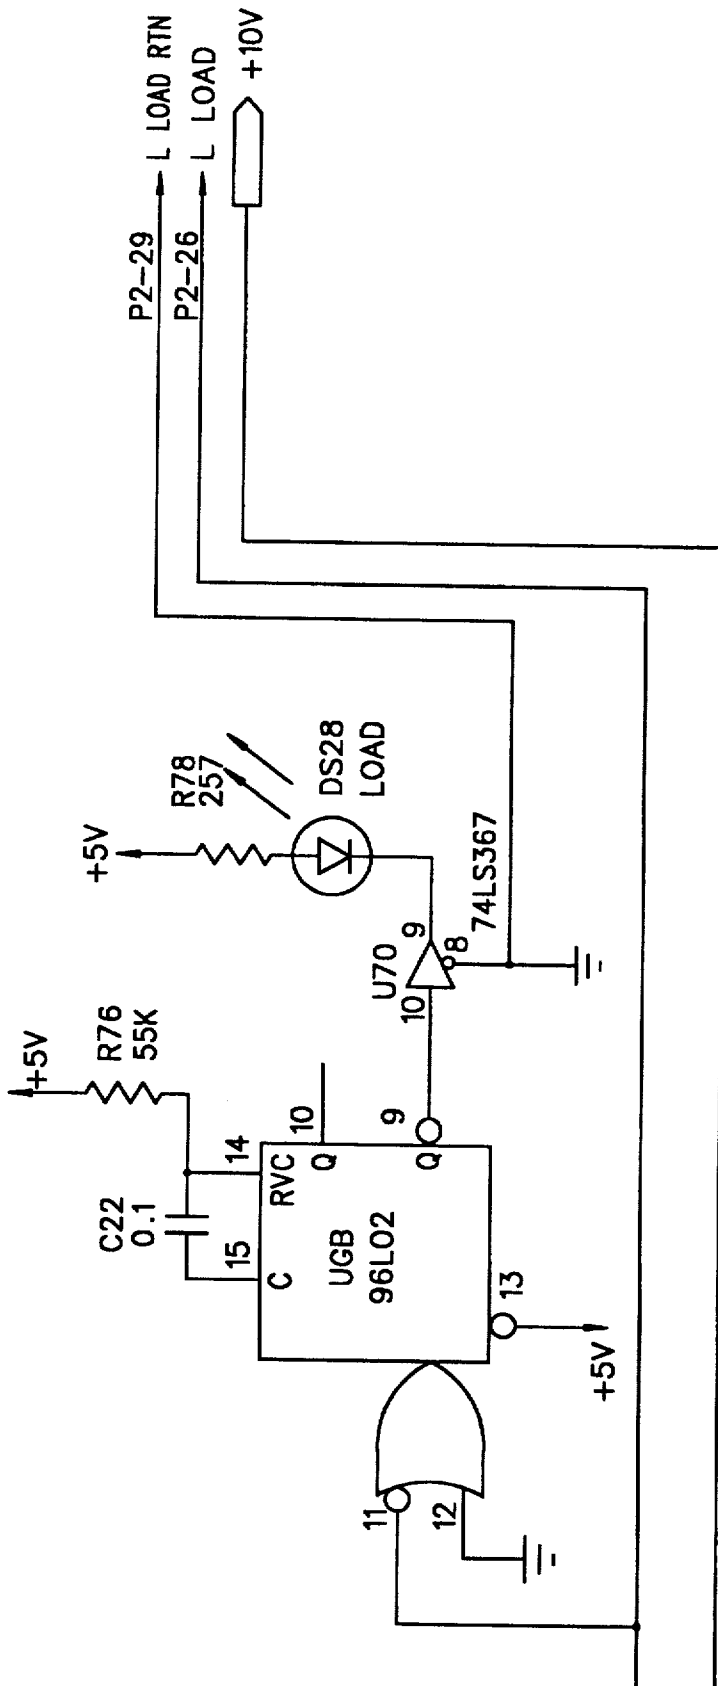 L LOAD RTN
P2-29
L LOAD
P2-26
+10V
+5V
R78
257
DS28
LOAD
+5V
R76
55K
C22
0.1
15
14
C
RVC
10
Q
9
Q
UGB
96L02
13
+5V
11
12
U70
10
9
8
74LS367